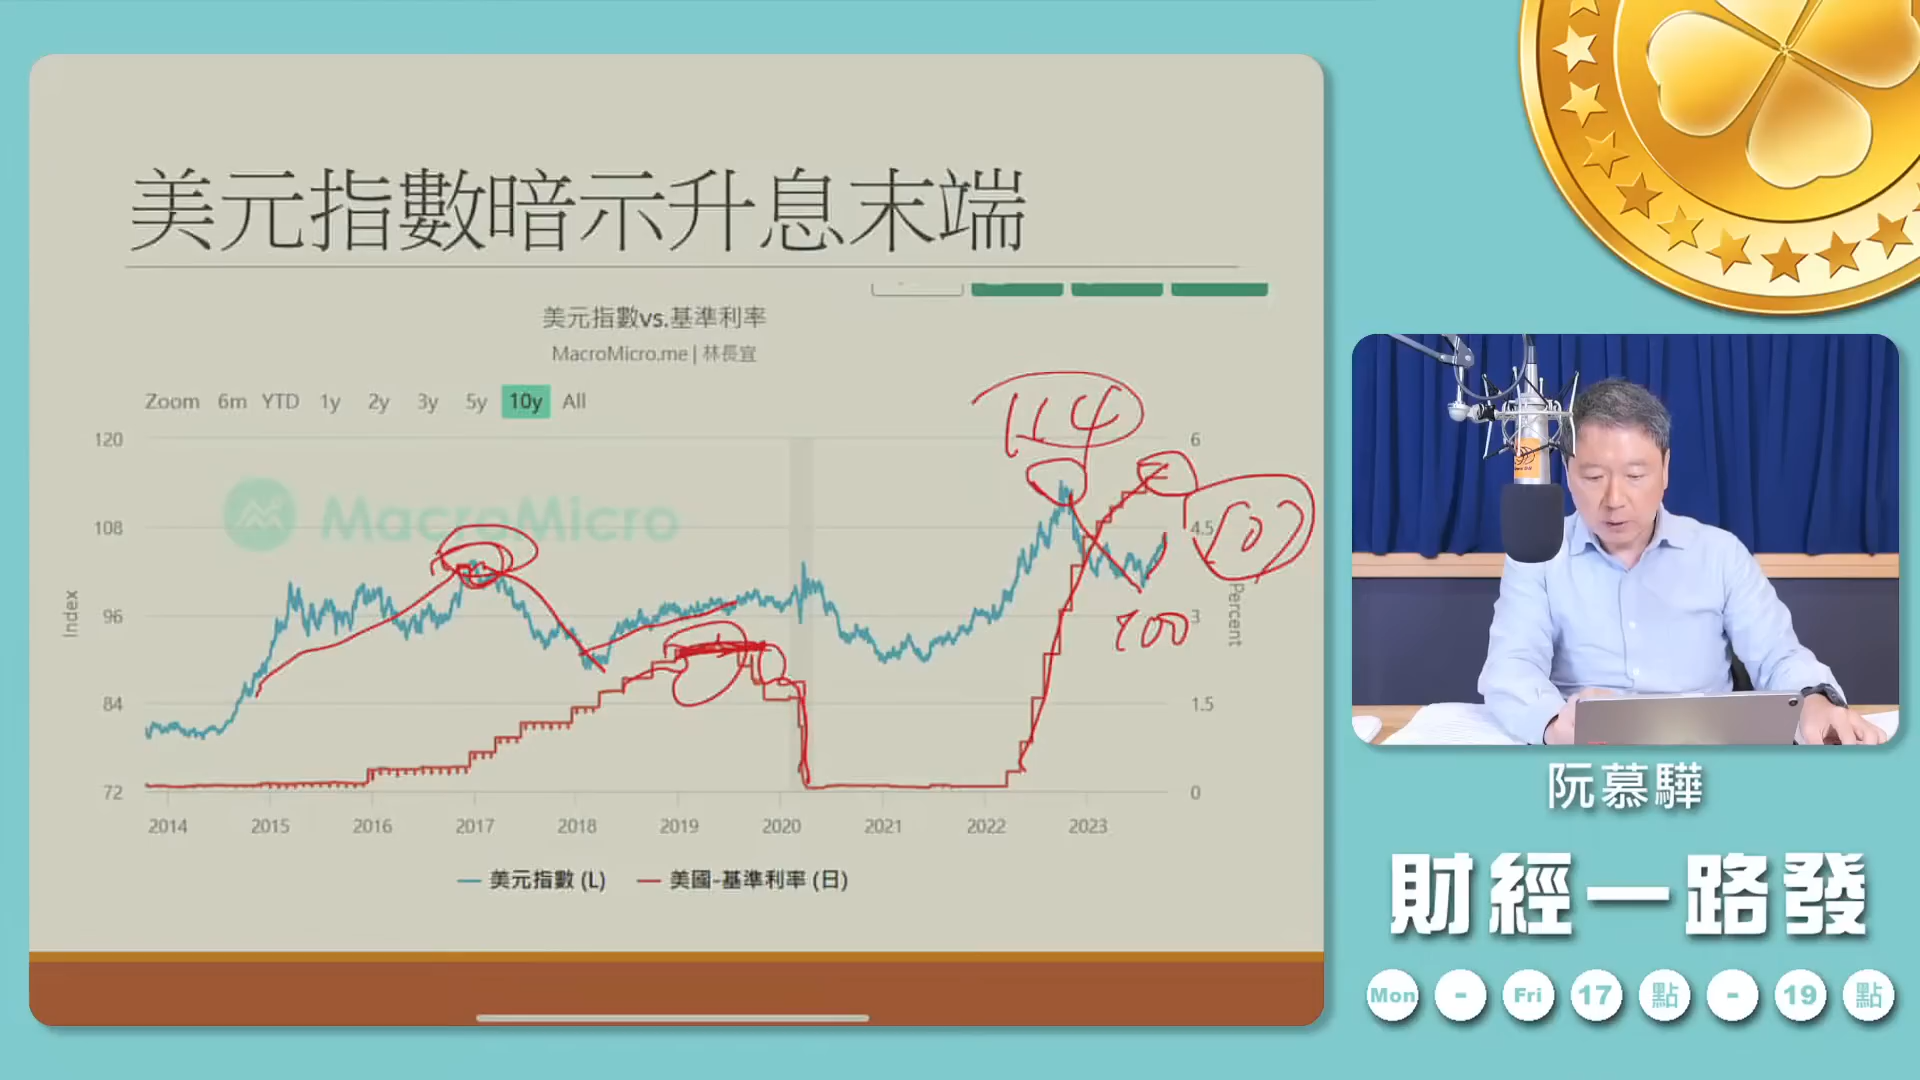 美元指數暗示升息末端
美元指數vs.基準利率
MacroMicro.me | 林長宜
Zoom 6m YTD 1y 2y 3y 5y 10y All
MacroMicro
114
107
100
120
108
96
84
72
Index
6
4.5
3
1.5
0
Percent
2014 2015 2016 2017 2018 2019 2020 2021 2022 2023
美元指數 (L) 美國-基準利率 (日)
阮慕驊
財經一路發
Mon - Fri 17 點 - 19 點